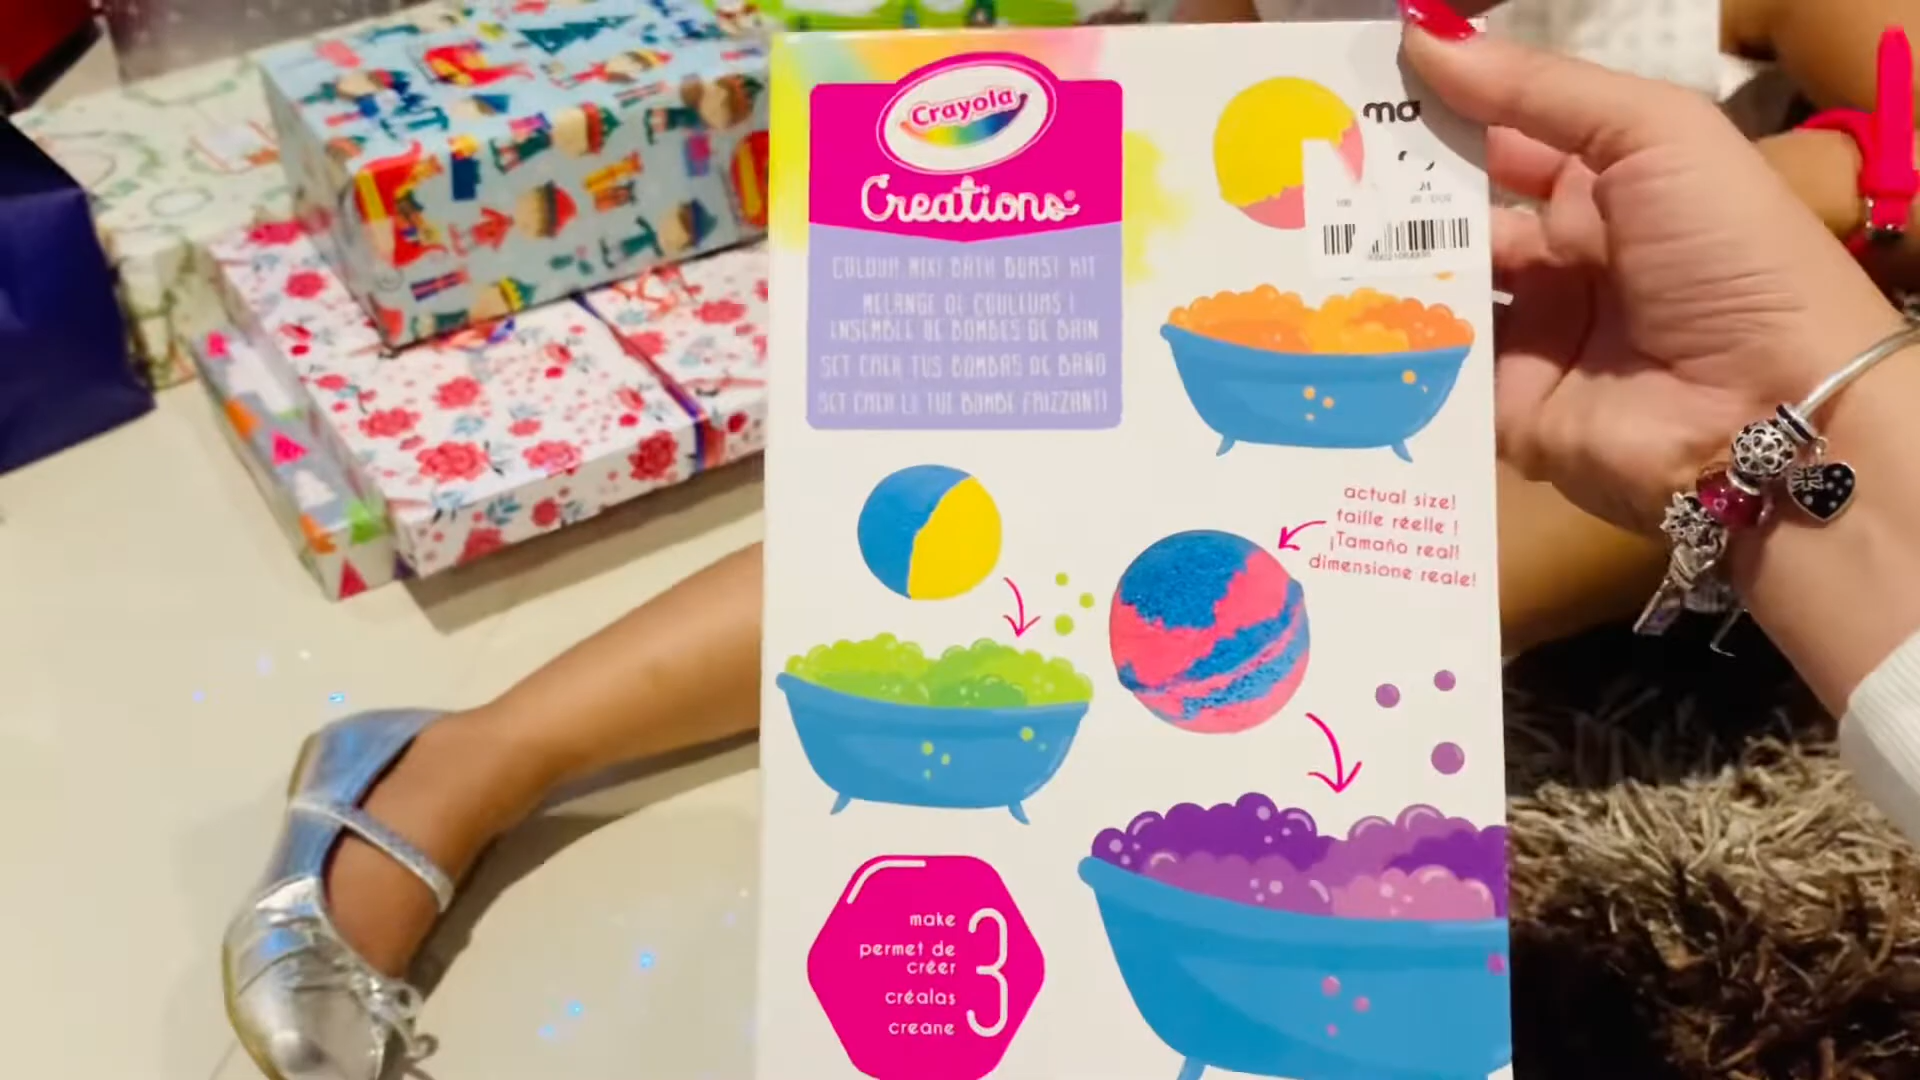 Crayola
Creations
COLOUR MIX! BATH BOMB KIT
MÉLANGE DE COULEURS !
ENSEMBLE DE BOMBES DE BAIN
SET CREA TUS BOMBAS DE BAÑO
SET CREA LE TUE BOMBE FRIZZANTI
actual size!
taille réelle !
¡Tamaño real!
dimensione reale!
make
permet de
créer
créalas
creane
3